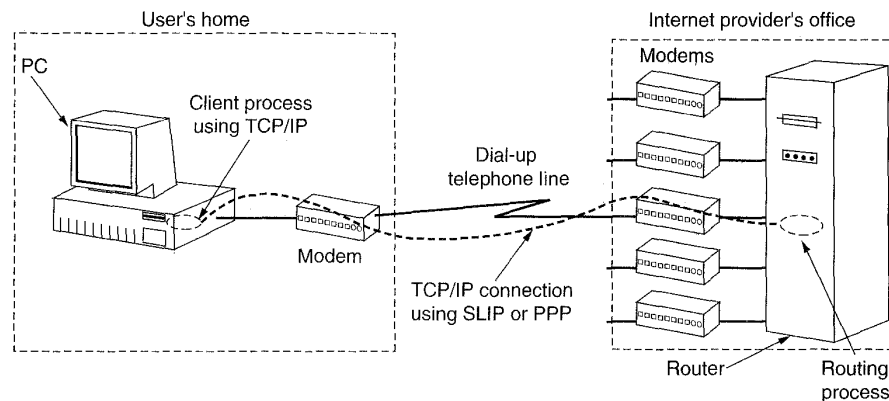 User's home
Internet provider's office
PC
Modems
Client process
using TCP/IP
Dial-up
telephone line
Modem
TCP/IP connection
using SLIP or PPP
Router
Routing
process